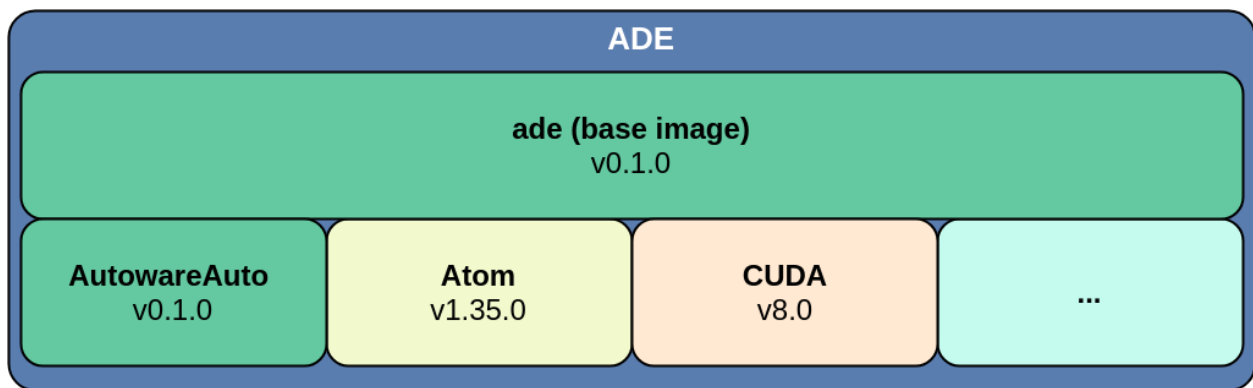 ADE
ade (base image)
v0.1.0
AutowareAuto
v0.1.0
Atom
v1.35.0
CUDA
v8.0
...